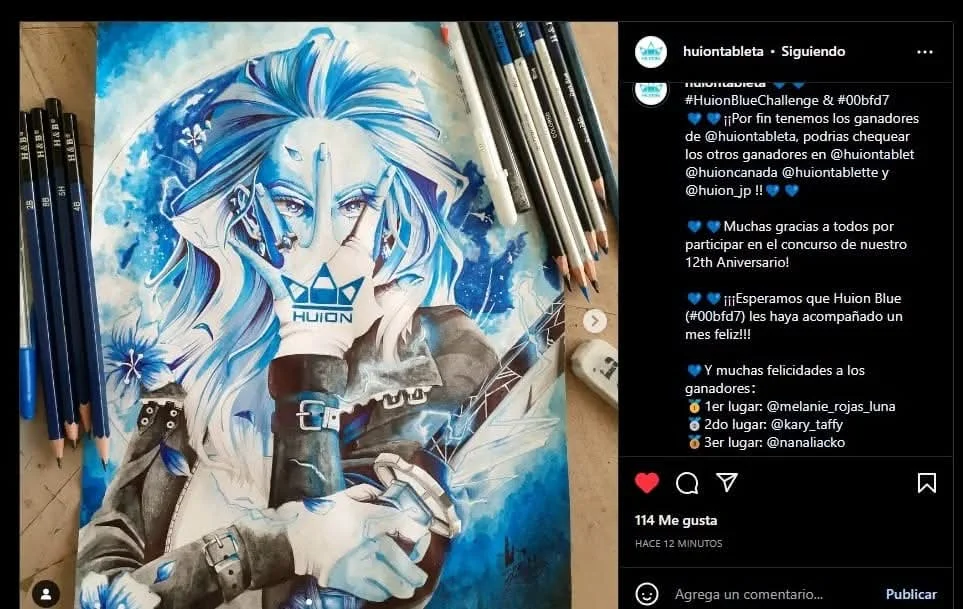 huiontableta • Siguiendo
huiontableta 💙 💙
#HuionBlueChallenge & #00bfd7
💙 💙 ¡¡Por fin tenemos los ganadores
de @huiontableta, podrias chequear
los otros ganadores en @huiontablet
@huioncanada @huiontablette y
@huion_jp !!💙 💙
💙 💙 Muchas gracias a todos por
participar en el concurso de nuestro
12th Aniversario!
💙 💙 ¡¡¡Esperamos que Huion Blue
(#00bfd7) les haya acompañado un
mes feliz!!!
💙Y muchas felicidades a los
ganadores：
🥇 1er lugar: @melanie_rojas_luna
🥈 2do lugar: @kary_taffy
🥉 3er lugar: @nanaliacko
114 Me gusta
HACE 12 MINUTOS
Agrega un comentario...
Publicar
HUION
H&B
H&B
H&B
H&B
2B
8B
5H
4B